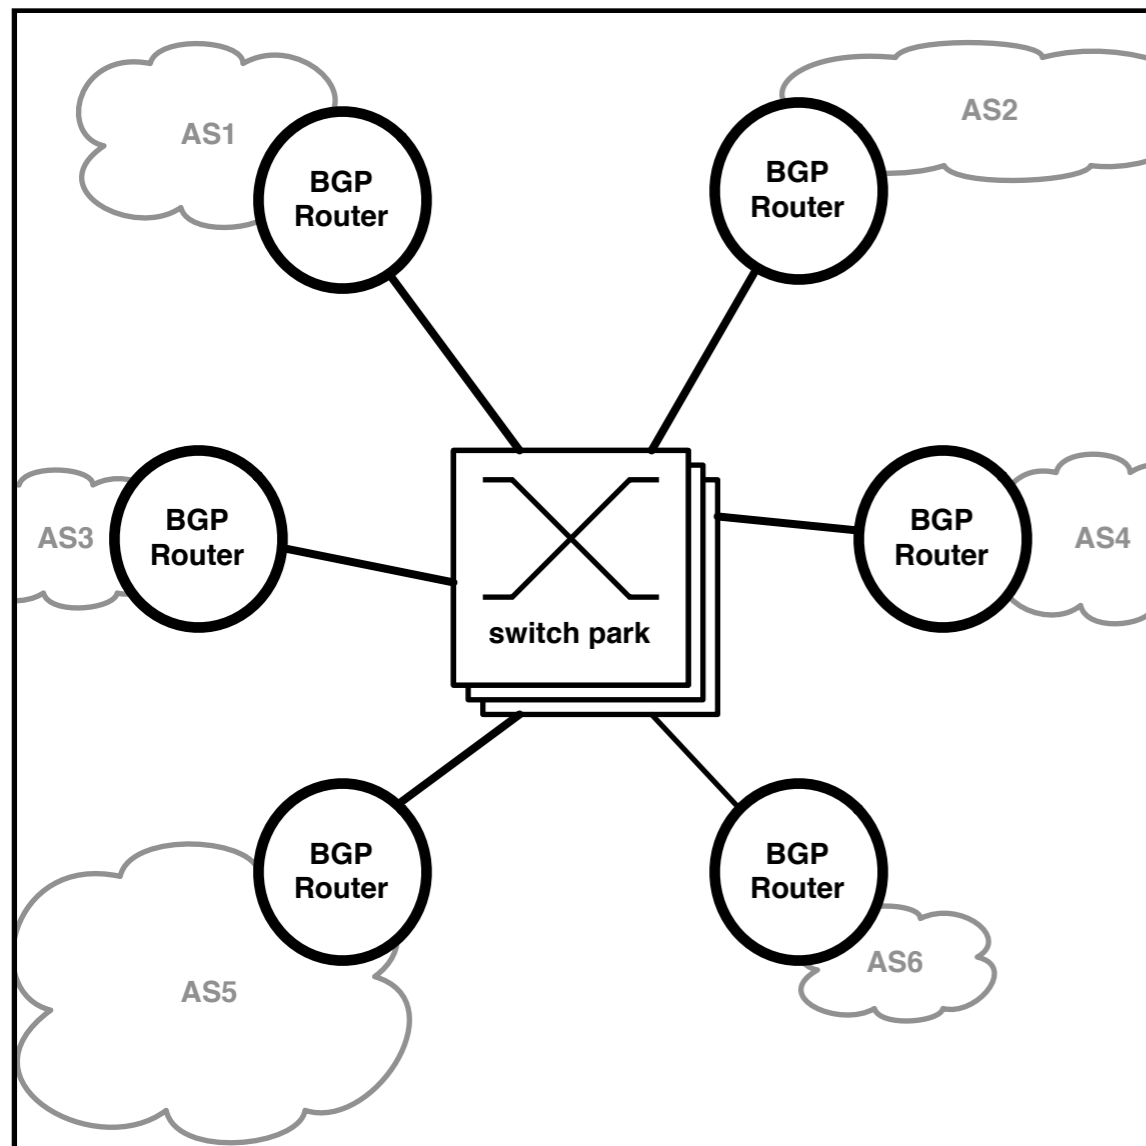 AS1
BGP
Router
AS2
BGP
Router
AS3
BGP
Router
switch park
BGP
Router
AS4
BGP
Router
AS5
BGP
Router
AS6